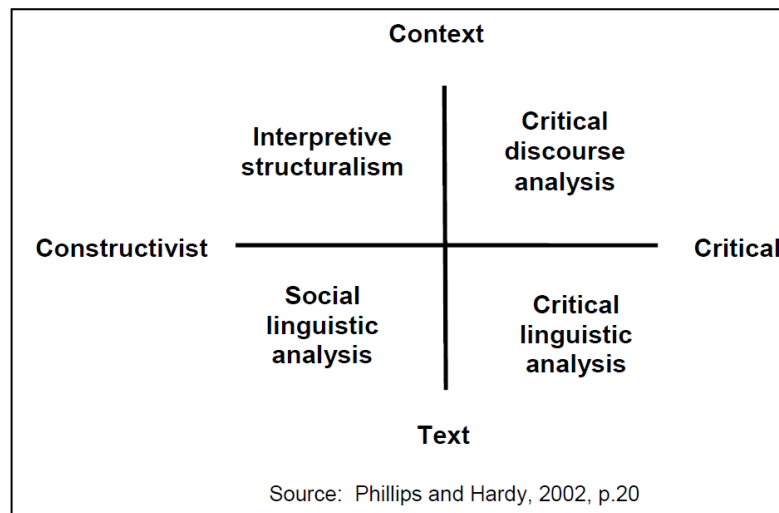 Context
Interpretive
structuralism
Critical
discourse
analysis
Constructivist
Critical
Social
linguistic
analysis
Critical
linguistic
analysis
Text
Source: Phillips and Hardy, 2002, p.20